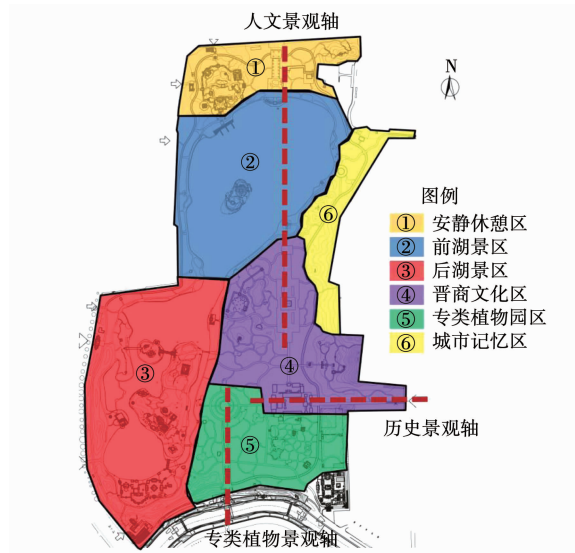 人文景观轴
N
①
②
⑥
图例
① 安静休憩区
② 前湖景区
③ 后湖景区
④ 晋商文化区
⑤ 专类植物园区
⑥ 城市记忆区
③
④
⑤
历史景观轴
专类植物景观轴